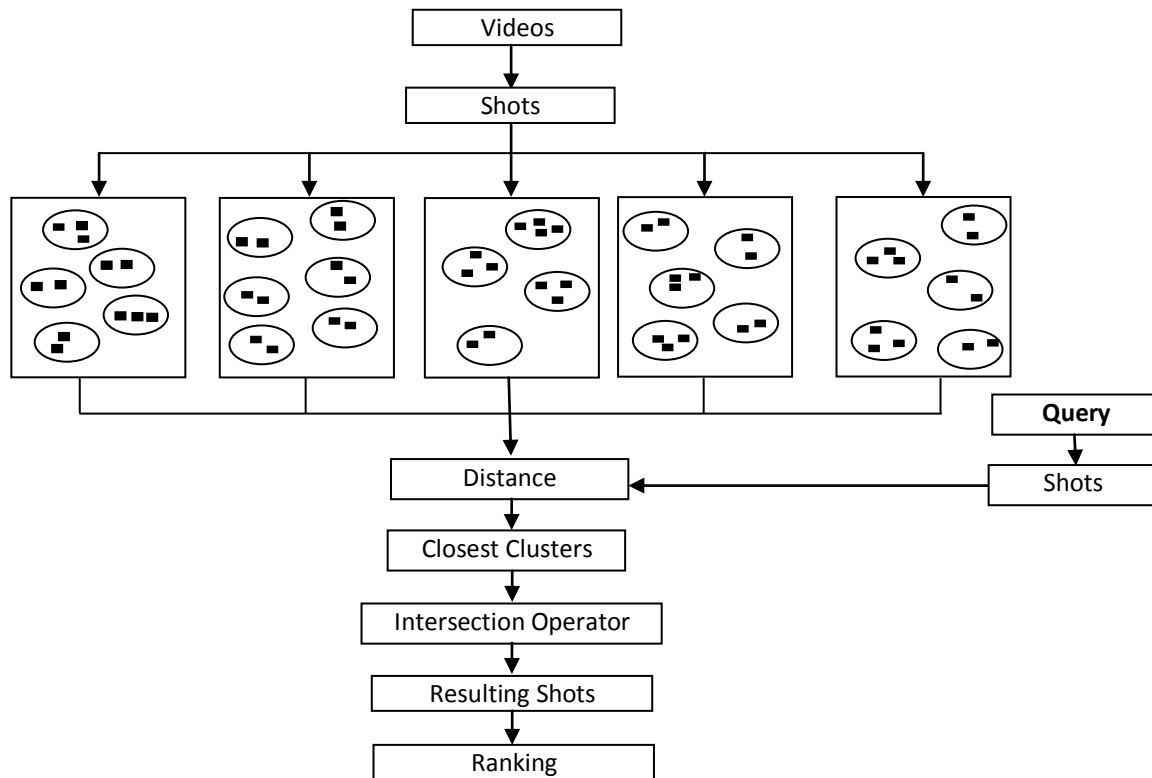 Videos
Shots
Query
Distance
Shots
Closest Clusters
Intersection Operator
Resulting Shots
Ranking